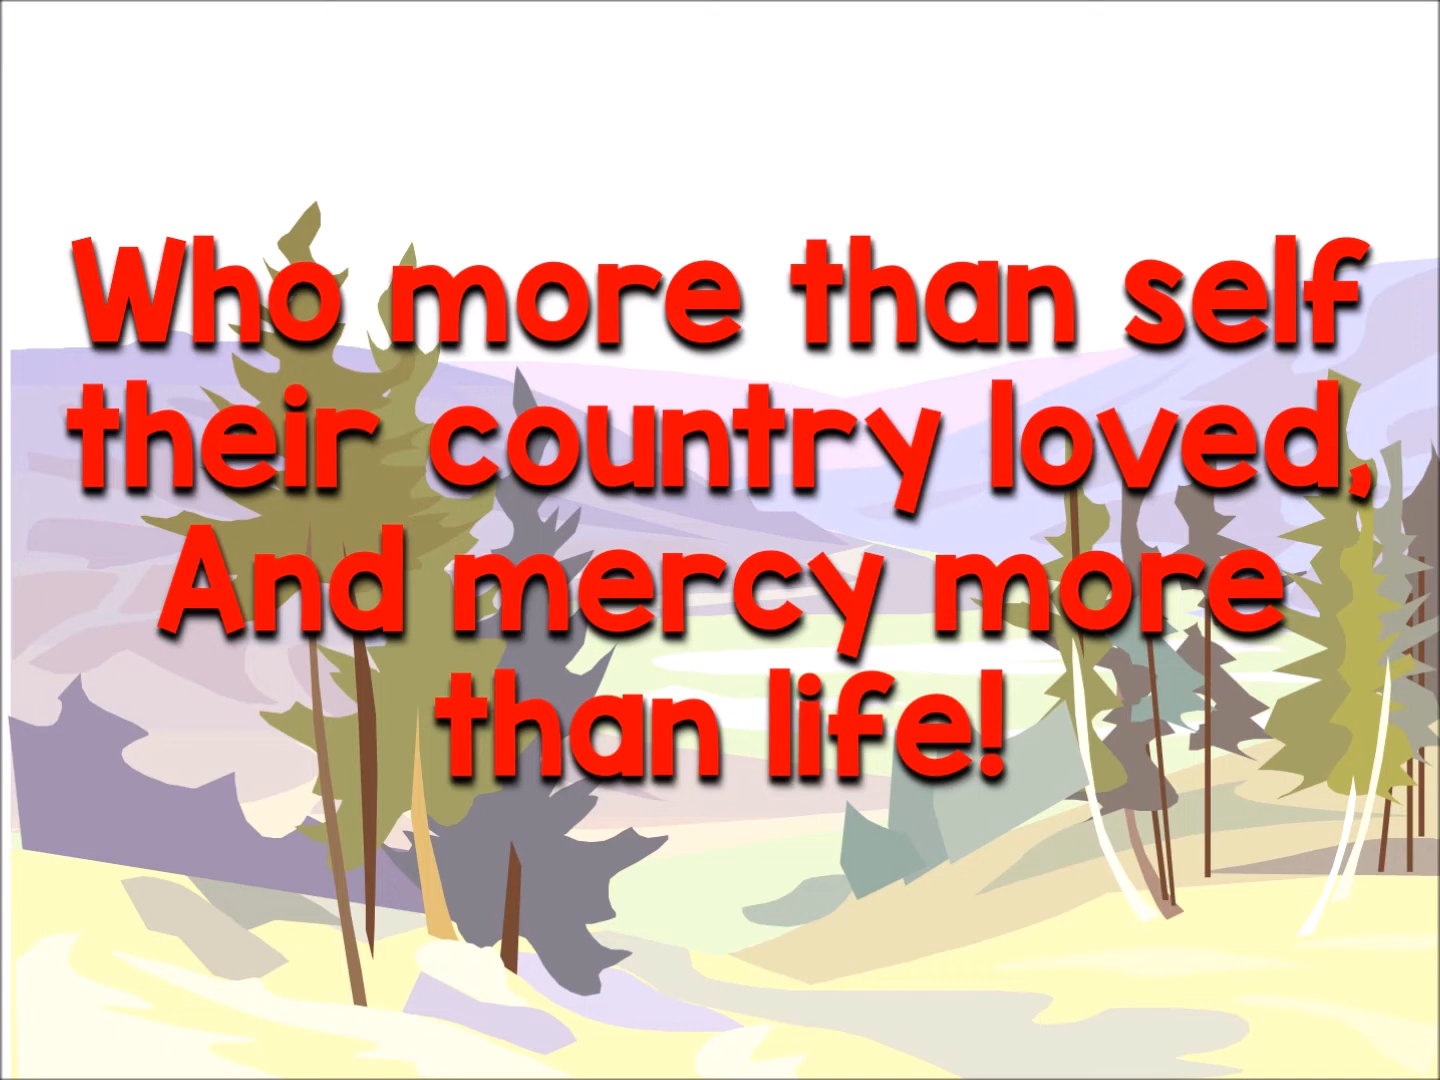 Who more than self
their country loved,
And mercy more
than life!